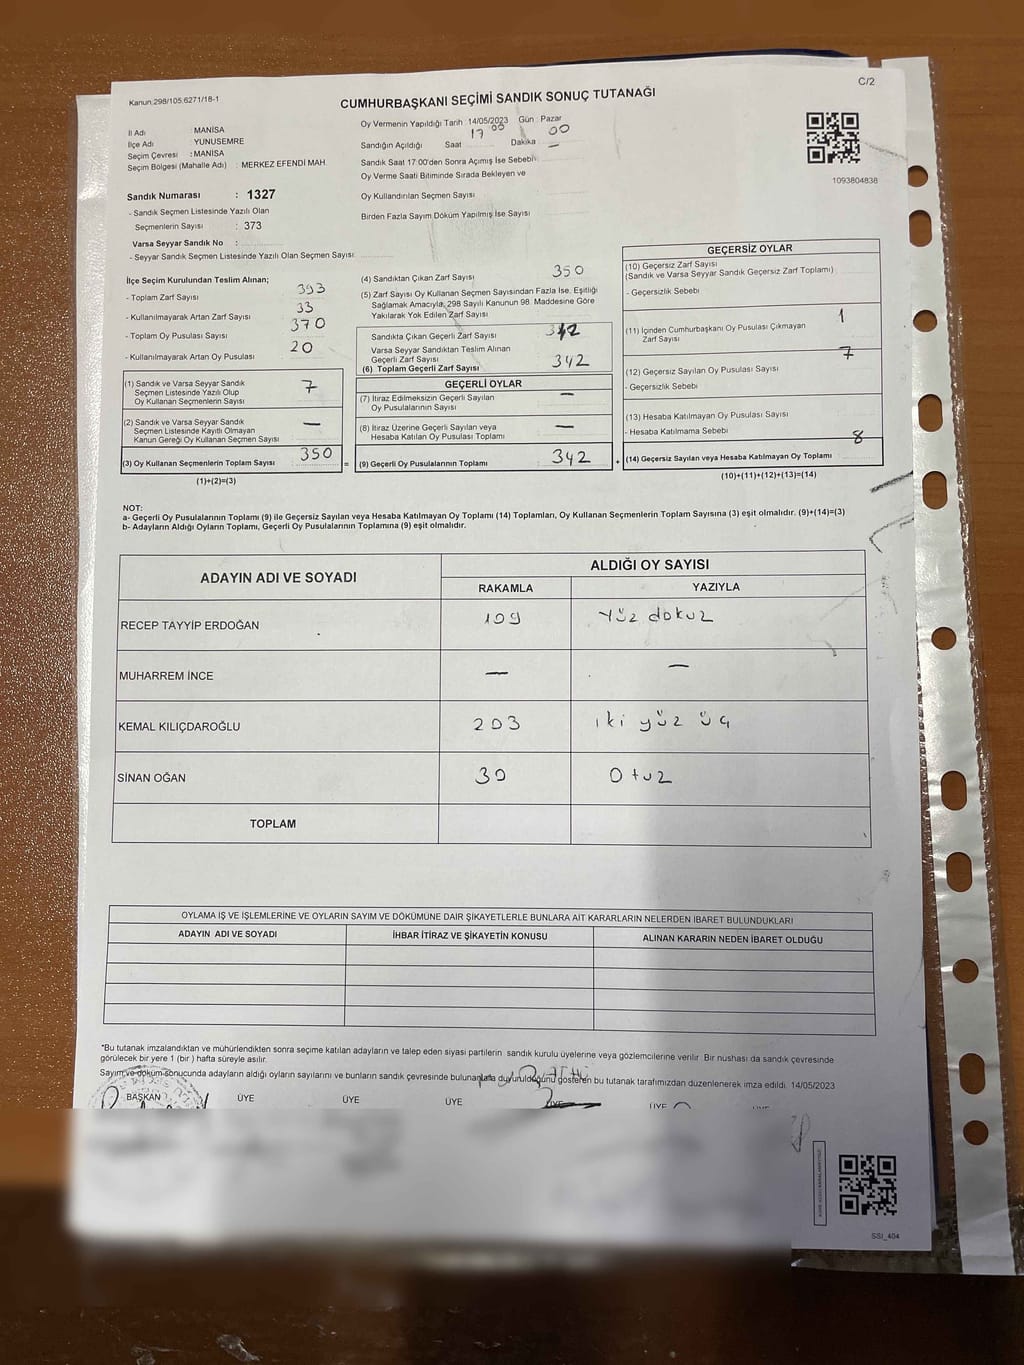 C/2
Kanun:298/105.6271/18-1
CUMHURBAŞKANI SEÇİMİ SANDIK SONUÇ TUTANAĞI
İl Adı : MANİSA
İlçe Adı : YUNUSEMRE
Seçim Çevresi : MANİSA
Seçim Bölgesi (Mahalle Adı) : MERKEZ EFENDİ MAH.
Sandık Numarası : 1327
- Sandık Seçmen Listesinde Yazılı Olan
Seçmenlerin Sayısı : 373
Varsa Seyyar Sandık No :
- Seyyar Sandık Seçmen Listesinde Yazılı Olan Seçmen Sayısı:
Oy Vermenin Yapıldığı Tarih 14/05/2023 Gün : Pazar
Sandığın Açıldığı Saat 17 00 Dakika 00
Sandık Saat 17:00'den Sonra Açımış İse Sebebi: —
Oy Verme Saati Bitiminde Sırada Bekleyen ve
Oy Kullandırılan Seçmen Sayısı
Birden Fazla Sayım Döküm Yapılmış İse Sayısı
1093804838
İlçe Seçim Kurulundan Teslim Alınan;
- Toplam Zarf Sayısı 393
- Kullanılmayarak Artan Zarf Sayısı 33
- Toplam Oy Pusulası Sayısı 370
- Kullanılmayarak Artan Oy Pusulası 20
(1) Sandık ve Varsa Seyyar Sandık
Seçmen Listesinde Yazılı Olup
Oy Kullanan Seçmenlerin Sayısı 7
(2) Sandık ve Varsa Seyyar Sandık
Seçmen Listesinde Kayıtlı Olmayan
Kanun Gereği Oy Kullanan Seçmen Sayısı —
(3) Oy Kullanan Seçmenlerin Toplam Sayısı 350
(1)+(2)=(3)
(4) Sandıktan Çıkan Zarf Sayısı 350
(5) Zarf Sayısı Oy Kullanan Seçmen Sayısından Fazla İse, Eşitliği
Sağlamak Amacıyla, 298 Sayılı Kanunun 98. Maddesine Göre
Yakılarak Yok Edilen Zarf Sayısı
Sandıkta Çıkan Geçerli Zarf Sayısı 342
Varsa Seyyar Sandıktan Teslim Alınan
Geçerli Zarf Sayısı
(6) Toplam Geçerli Zarf Sayısı 342
GEÇERLİ OYLAR
(7) İtiraz Edilmeksizin Geçerli Sayılan
Oy Pusulalarının Sayısı —
(8) İtiraz Üzerine Geçerli Sayılan veya
Hesaba Katılan Oy Pusulası Toplamı —
= (9) Geçerli Oy Pusulalarının Toplamı 342 +
GEÇERSİZ OYLAR
(10) Geçersiz Zarf Sayısı
(Sandık ve Varsa Seyyar Sandık Geçersiz Zarf Toplamı)
- Geçersizlik Sebebi
(11) İçinden Cumhurbaşkanı Oy Pusulası Çıkmayan
Zarf Sayısı 1
(12) Geçersiz Sayılan Oy Pusulası Sayısı 7
- Geçersizlik Sebebi
(13) Hesaba Katılmayan Oy Pusulası Sayısı
- Hesaba Katılmama Sebebi
(14) Geçersiz Sayılan veya Hesaba Katılmayan Oy Toplamı 8
(10)+(11)+(12)+(13)=(14)
NOT:
a- Geçerli Oy Pusulalarının Toplamı (9) ile Geçersiz Sayılan veya Hesaba Katılmayan Oy Toplamı (14) Toplamları, Oy Kullanan Seçmenlerin Toplam Sayısına (3) eşit olmalıdır. (9)+(14)=(3)
b- Adayların Aldığı Oyların Toplamı, Geçerli Oy Pusulalarının Toplamına (9) eşit olmalıdır.
ADAYIN ADI VE SOYADI ALDIĞI OY SAYISI
RAKAMLA YAZIYLA
RECEP TAYYİP ERDOĞAN 109 Yüz dokuz
MUHARREM İNCE — —
KEMAL KILIÇDAROĞLU 203 iki yüz üç
SİNAN OĞAN 30 Otuz
TOPLAM
OYLAMA İŞ VE İŞLEMLERİNE VE OYLARIN SAYIM VE DÖKÜMÜNE DAİR ŞİKAYETLERLE BUNLARA AİT KARARLARIN NELERDEN İBARET BULUNDUKLARI
ADAYIN ADI VE SOYADI İHBAR İTİRAZ VE ŞİKAYETİN KONUSU ALINAN KARARIN NEDEN İBARET OLDUĞU
*Bu tutanak imzalandıktan ve mühürlendikten sonra seçime katılan adayların ve talep eden siyasi partilerin sandık kurulu üyelerine veya gözlemcilerine verilir. Bir nushası da sandık çevresinde
görülecek bir yere 1 (bir ) hafta süreyle asılır.
Sayım ve döküm sonucunda adayların aldığı oyların sayılarını ve bunların sandık çevresinde bulunanlara duyurulduğunu gösteren bu tutanak tarafımızdan düzenlenerek imza edildi. 14/05/2023
BAŞKAN ÜYE ÜYE ÜYE ÜYE ÜYE
SSI_404